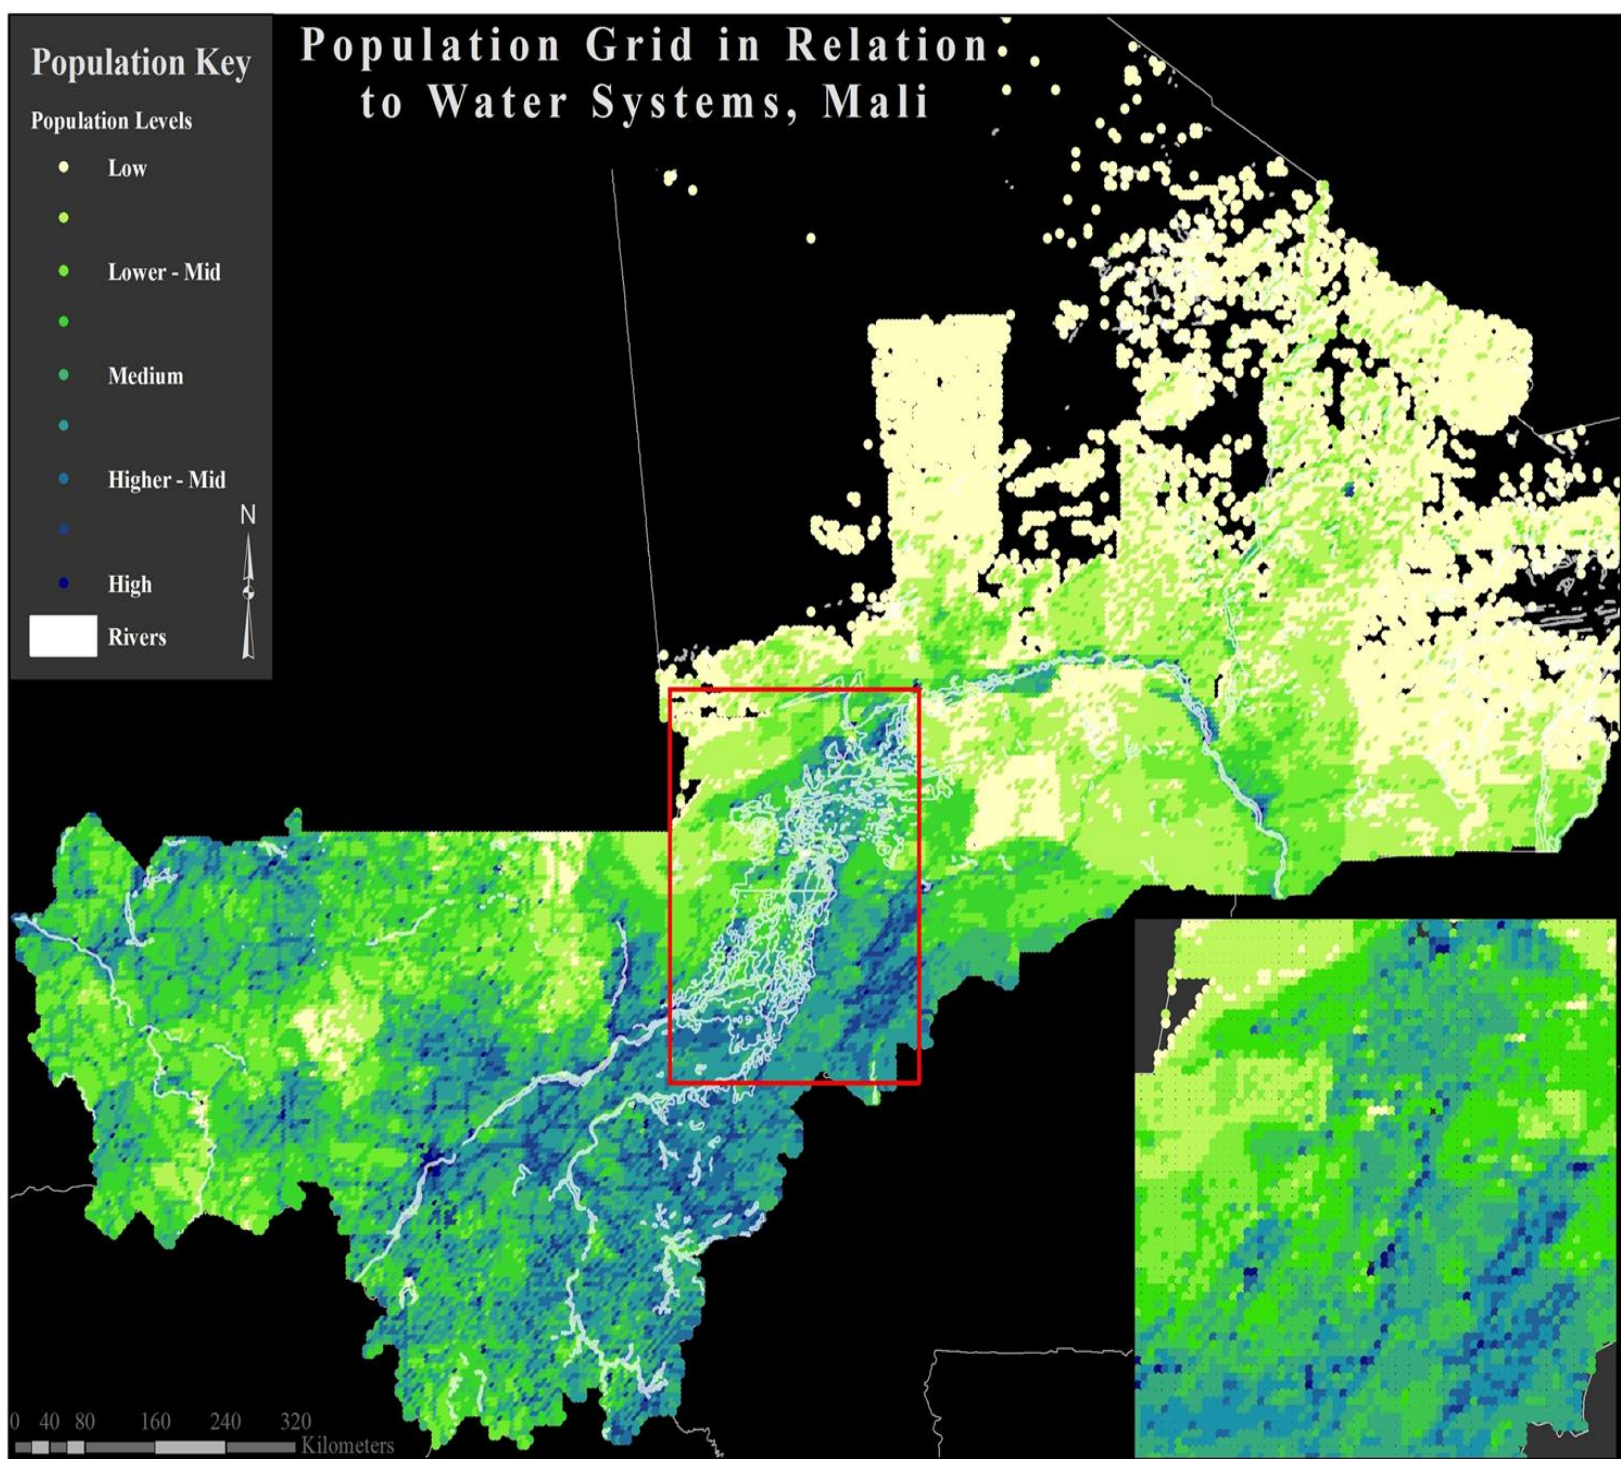 Population Grid in Relation
to Water Systems, Mali
Population Key
Population Levels
Low
Lower - Mid
Medium
Higher - Mid
N
High
Rivers
0 40 80 160 240 320
Kilometers